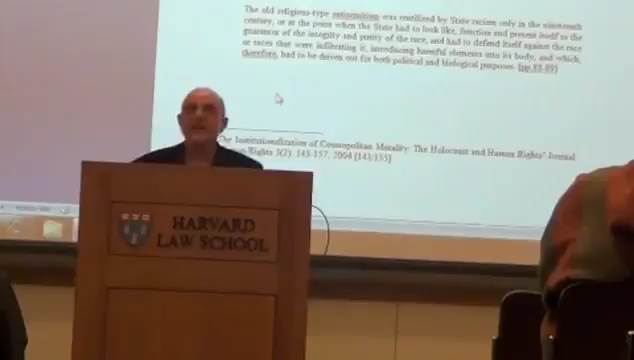 The old religious-type antisemitism was reutilized by State racism only in the nineteenth
century, or at the point when the State had to look like, function and present itself as the
guarantor of the integrity and purity of the race, and had to defend itself against the race
or races that were infiltrating it, introducing harmful elements into its body, and which,
therefore, had to be driven out for both political and biological purposes. [pp.88-89]
The Institutionalization of Cosmopolitan Morality: The Holocaust and Human Rights" Journal
Rights 3(2): 143-157, 2004 [143/155]
HARVARD
LAW SCHOOL